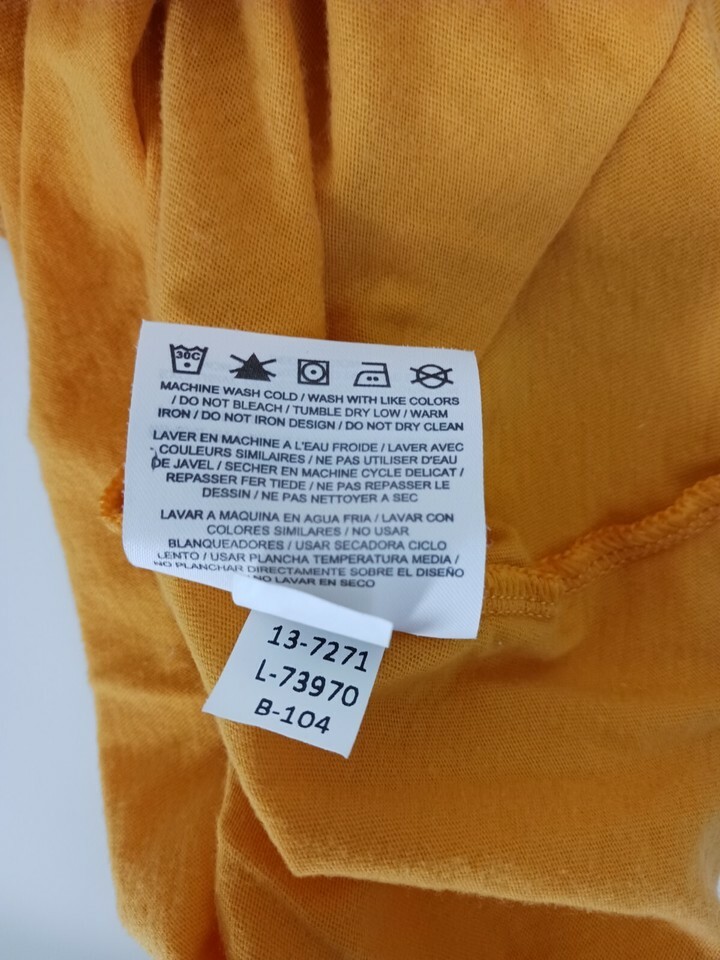 30C
MACHINE WASH COLD / WASH WITH LIKE COLORS
/ DO NOT BLEACH / TUMBLE DRY LOW / WARM
IRON / DO NOT IRON DESIGN / DO NOT DRY CLEAN
LAVER EN MACHINE A L'EAU FROIDE / LAVER AVEC
COULEURS SIMILAIRES / NE PAS UTILISER D'EAU
DE JAVEL / SECHER EN MACHINE CYCLE DELICAT /
REPASSER FER TIEDE / NE PAS REPASSER LE
DESSIN / NE PAS NETTOYER A SEC
LAVAR A MAQUINA EN AGUA FRIA / LAVAR CON
COLORES SIMILARES / NO USAR
BLANQUEADORES / USAR SECADORA CICLO
LENTO / USAR PLANCHA TEMPERATURA MEDIA /
NO PLANCHAR DIRECTAMENTE SOBRE EL DISEÑO
NO LAVAR EN SECO
13-7271
L-73970
B-104